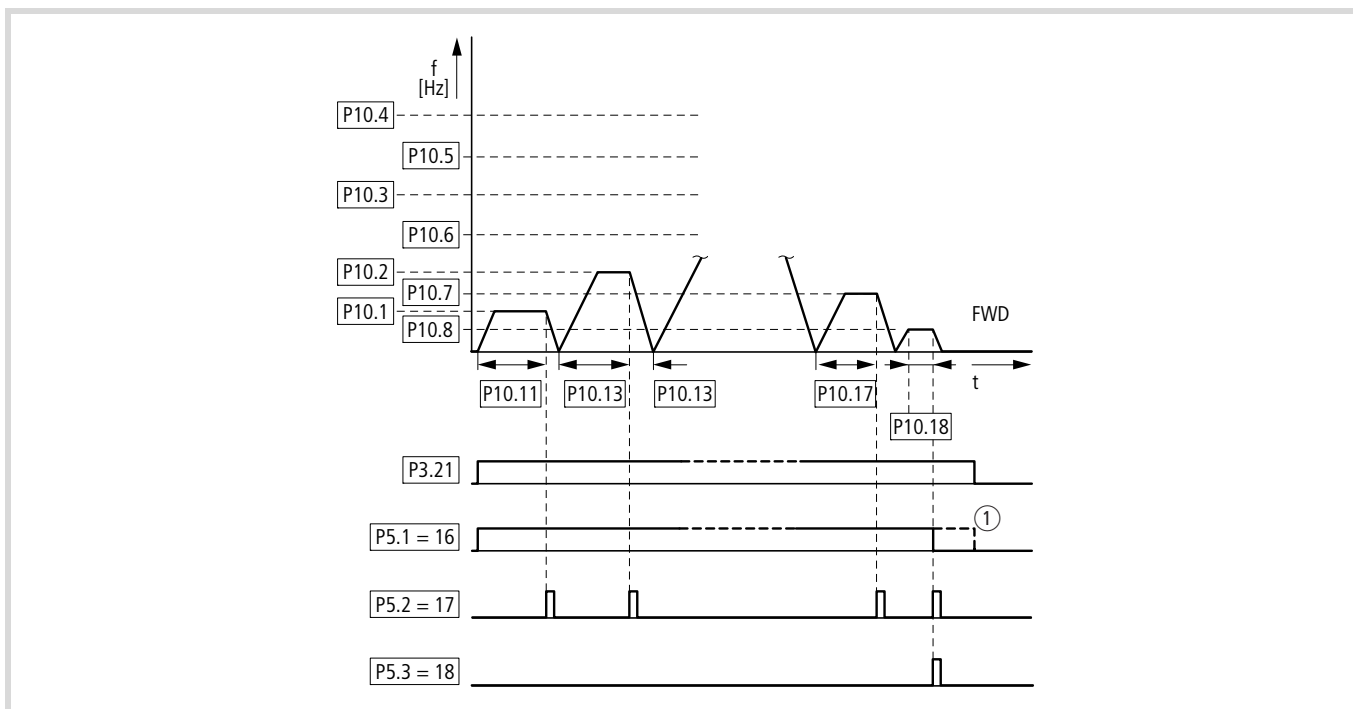 f
[Hz]
P10.4
P10.5
P10.3
P10.6
P10.2
P10.7
P10.1
P10.8
FWD
t
P10.11 P10.13 P10.13 P10.17
P10.18
P3.21
P5.1 = 16
1
P5.2 = 17
P5.3 = 18